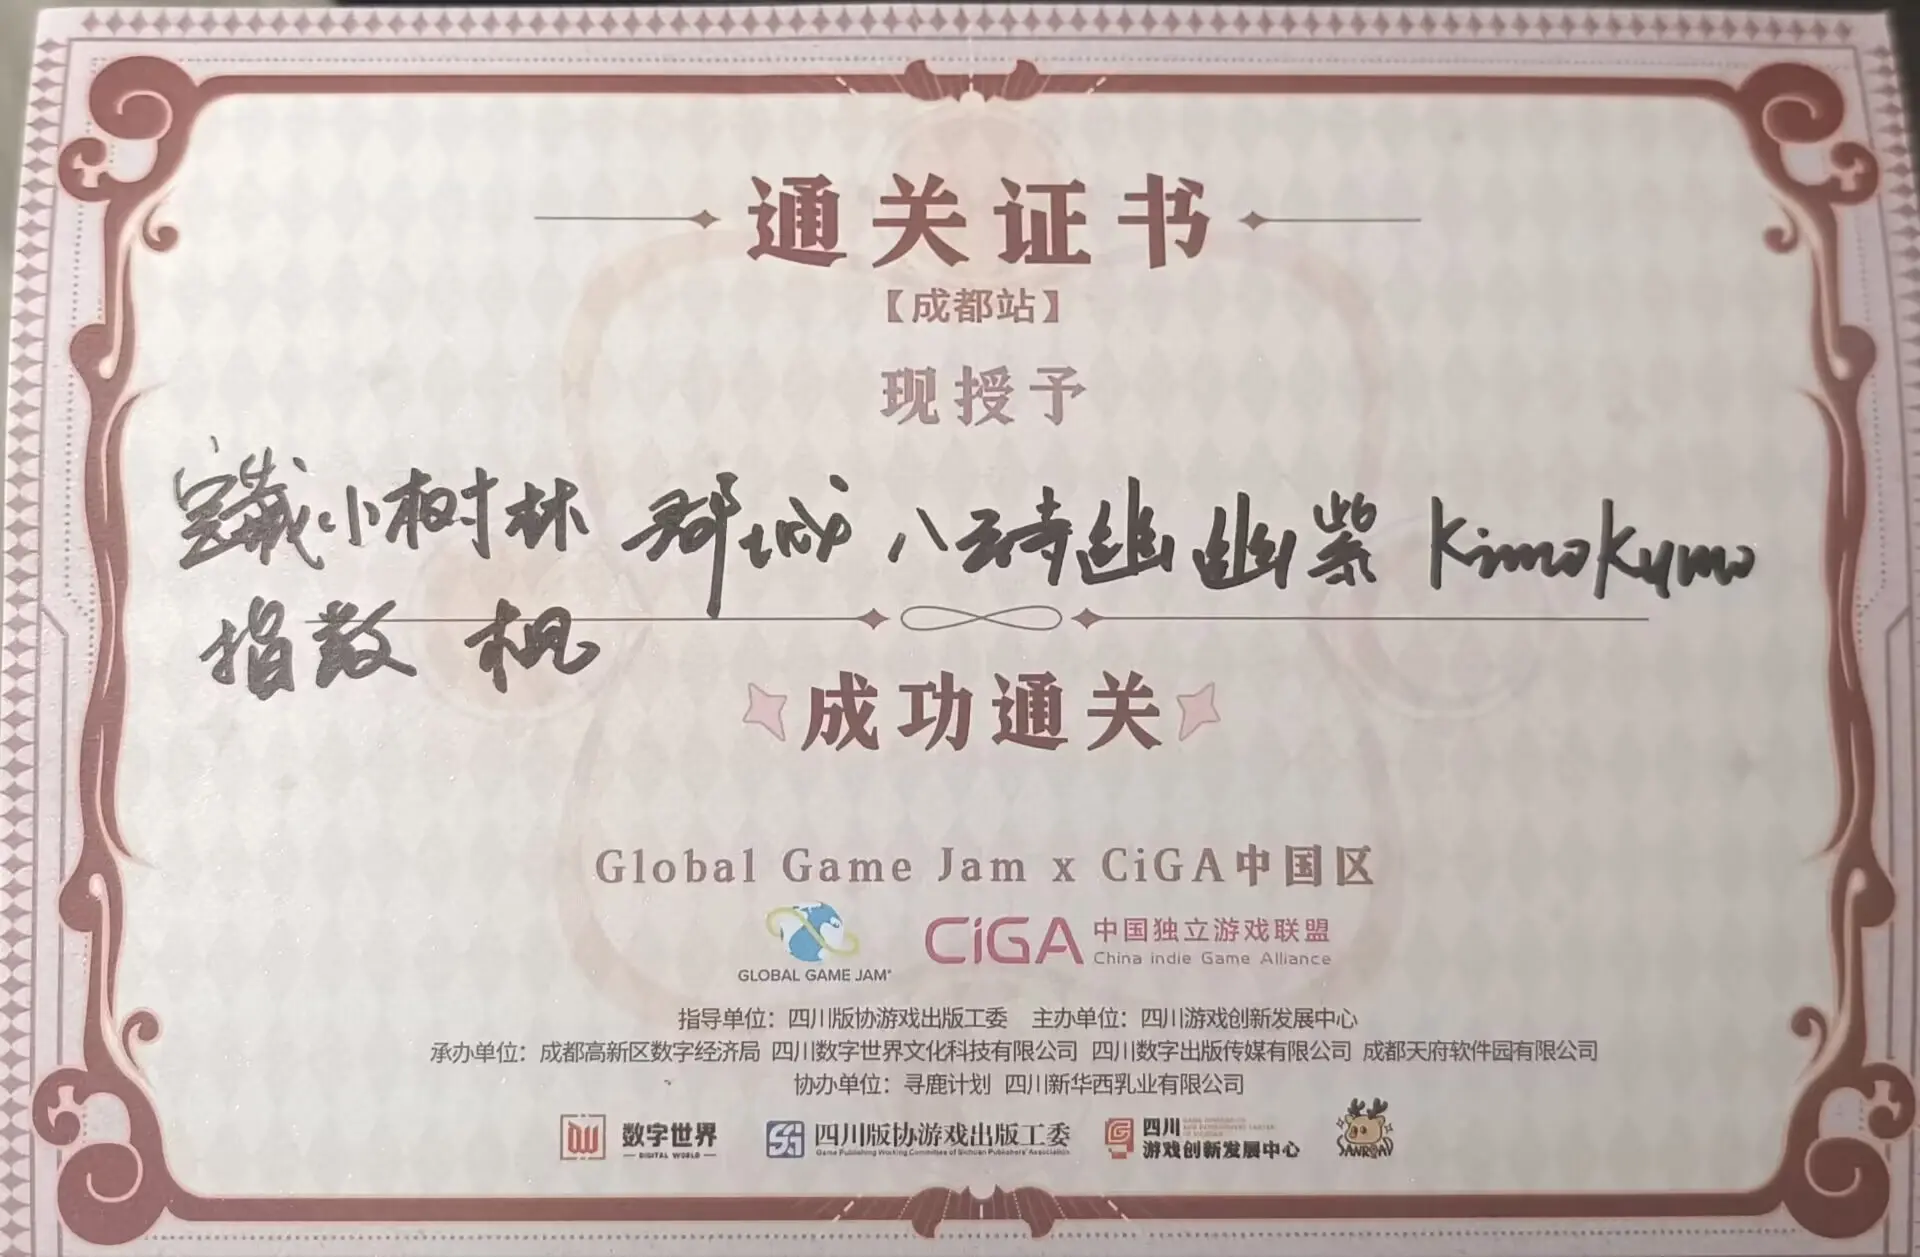 通关证书
【成都站】
现授予
小树林 郡城 八云诗幽幽紫 KimoKymo
指数 枫
成功通关
Global Game Jam x CiGA中国区
GLOBAL GAME JAM®
CiGA 中国独立游戏联盟
China indie Game Alliance
指导单位：四川版协游戏出版工委 主办单位：四川游戏创新发展中心
承办单位：成都高新区数字经济局 四川数字世界文化科技有限公司 四川数字出版传媒有限公司 成都天府软件园有限公司
协办单位：寻鹿计划 四川新华西乳业有限公司
数字世界
DIGITAL WORLD
四川版协游戏出版工委
Game Publishing Working Committee of Sichuan Publishers' Association
四川
游戏创新发展中心